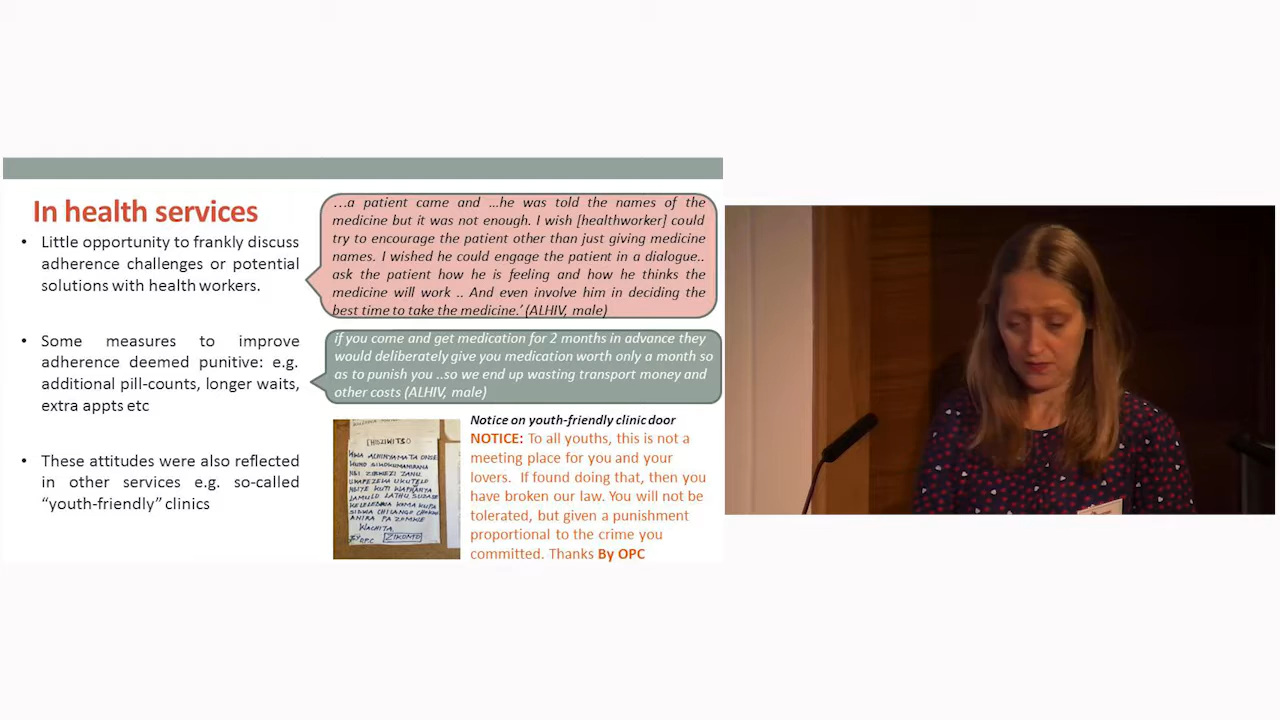 In health services
• Little opportunity to frankly discuss
adherence challenges or potential
solutions with health workers.
• Some measures to improve
adherence deemed punitive: e.g.
additional pill-counts, longer waits,
extra appts etc
• These attitudes were also reflected
in other services e.g. so-called
“youth-friendly” clinics
…a patient came and …he was told the names of the
medicine but it was not enough. I wish [healthworker] could
try to encourage the patient other than just giving medicine
names. I wished he could engage the patient in a dialogue..
ask the patient how he is feeling and how he thinks the
medicine will work .. And even involve him in deciding the
best time to take the medicine.’ (ALHIV, male)
if you come and get medication for 2 months in advance they
would deliberately give you medication worth only a month so
as to punish you ..so we end up wasting transport money and
other costs (ALHIV, male)
CHIDZIWITSO
KWA ACHINYAMATA ONSE
LATHU
WACHITA
OPC ZIKOMO
Notice on youth-friendly clinic door
NOTICE: To all youths, this is not a
meeting place for you and your
lovers. If found doing that, then you
have broken our law. You will not be
tolerated, but given a punishment
proportional to the crime you
committed. Thanks By OPC